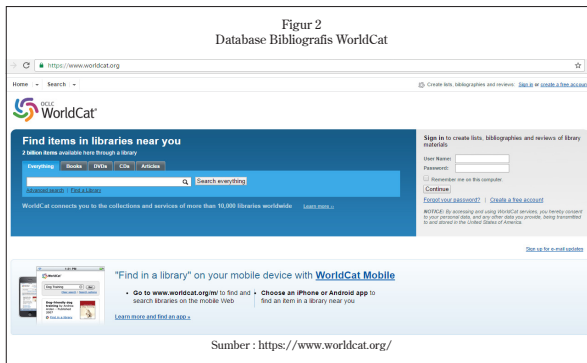 Figur 2
Database Bibliografis WorldCat
https://www.worldcat.org
Home Search
Create lists, bibliographies and reviews: Sign in or create a free account
OCLC
WorldCat®
Find items in libraries near you
2 billion items available here through a library
Everything Books DVDs CDs Articles
Search everything
Advanced search | Find a Library
WorldCat connects you to the collections and services of more than 10,000 libraries worldwide Learn more ››
Sign in to create lists, bibliographies and reviews of library
materials
User Name:
Password:
Remember me on this computer
Continue
Forgot your password? | Create a free account
NOTICE: By accessing and using WorldCat services, you hereby consent
to your personal data, and any other data you provide, being transmitted
to and stored in the United States of America.
Sign up for e-mail updates
"Find in a library" on your mobile device with WorldCat Mobile
• Go to www.worldcat.org/m/ to find and
search libraries on the mobile Web
• Choose an iPhone or Android app to
find an item in a library near you
Learn more and find an app »
WorldCat
Dog Training
Dog-friendly dog
training
Sumber : https://www.worldcat.org/